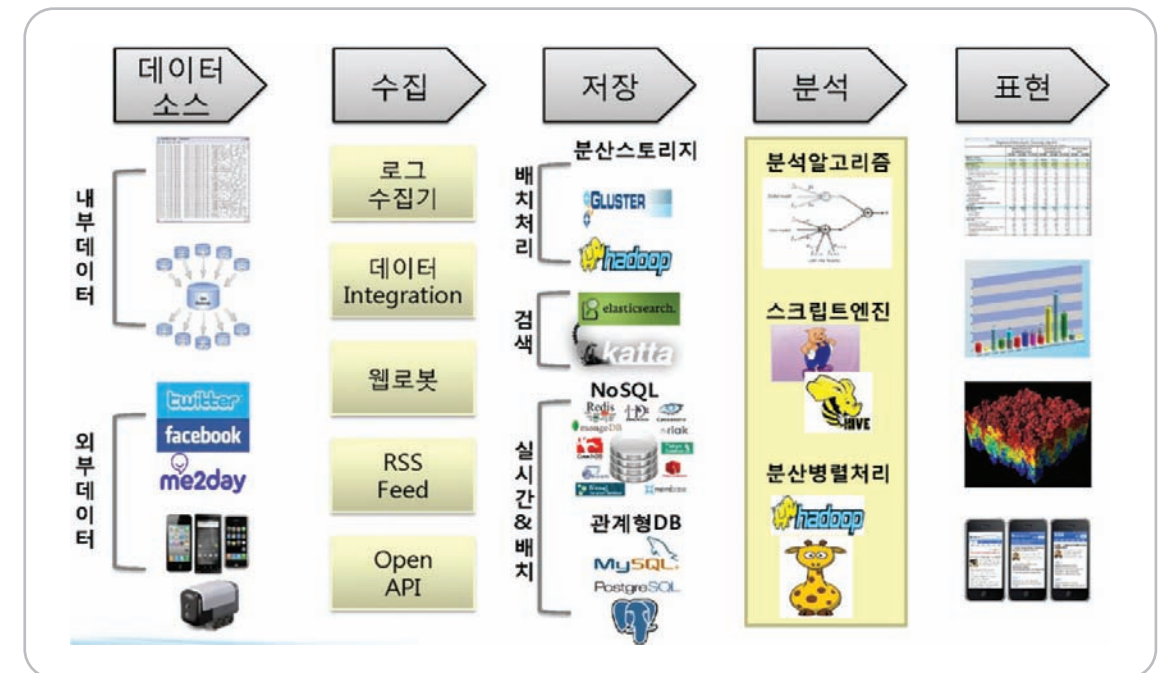 데이터
소스
수집
저장
분석
표현
내부데이터
외부데이터
twitter
facebook
me2day
로그
수집기
데이터
Integration
웹로봇
RSS
Feed
Open
API
분산스토리지
배치처리
GLUSTER
hadoop
검색
elasticsearch.
katta
실시간&배치
NoSQL
Redis
mongoDB
riak
관계형DB
MySQL
PostgreSQL
분석알고리즘
스크립트엔진
HIVE
분산병렬처리
hadoop